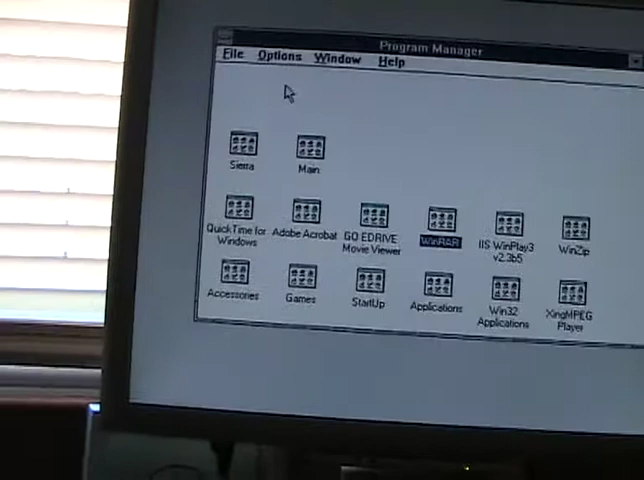 Program Manager
File Options Window Help
Sierra Main
QuickTime for
Windows
Adobe Acrobat
GO EDRIVE
Movie Viewer
WinRAR
IIS WinPlay3
v2.3b5
WinZip
Accessories
Games
StartUp
Applications
Win32
Applications
XingMPEG
Player